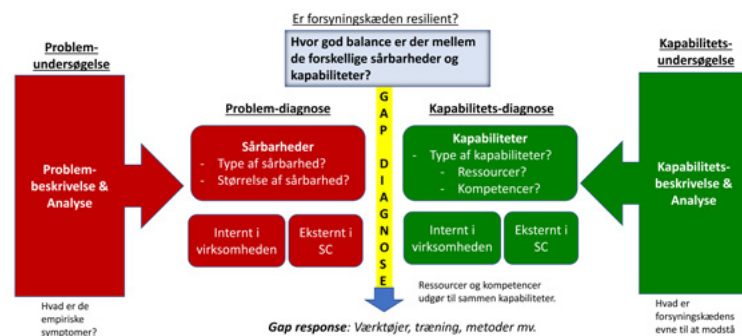 Er forsyningskæden resilient?
Hvor god balance er der mellem
de forskellige sårbarheder og
kapabiliteter?
Problem-
undersøgelse
Problem-
beskrivelse &
Analyse
Hvad er de
empiriske
symptomer?
Problem-diagnose
Sårbarheder
- Type af sårbarhed?
- Størrelse af sårbarhed?
Internt i
virksomheden
Eksternt i
SC
GAP DIAGNOSE
Kapabilitets-diagnose
Kapabiliteter
- Type af kapabiliteter?
- Ressourcer?
- Kompetencer?
Internt i
virksomheden
Eksternt i
SC
Ressourcer og kompetencer
udgør til sammen kapabiliteter.
Kapabilitets-
undersøgelse
Kapabilitets-
beskrivelse &
Analyse
Hvad er
forsyningskædens
evne til at modstå.
Gap response: Værktøjer, træning, metoder mv.